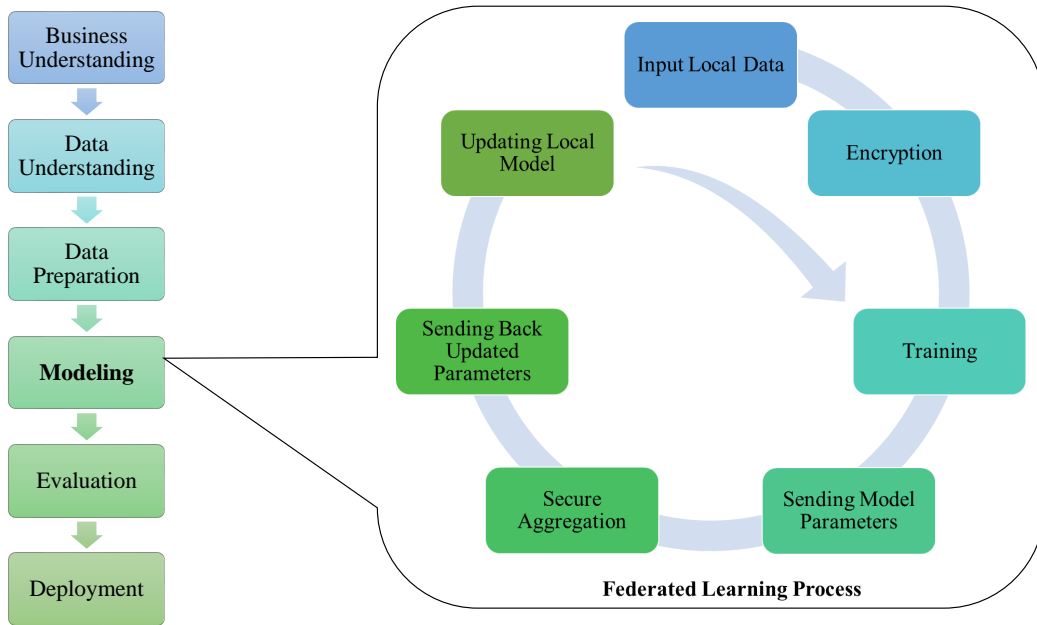 Business
Understanding
Data
Understanding
Data
Preparation
Modeling
Evaluation
Deployment
Input Local Data
Encryption
Training
Sending Model
Parameters
Secure
Aggregation
Sending Back
Updated
Parameters
Updating Local
Model
Federated Learning Process